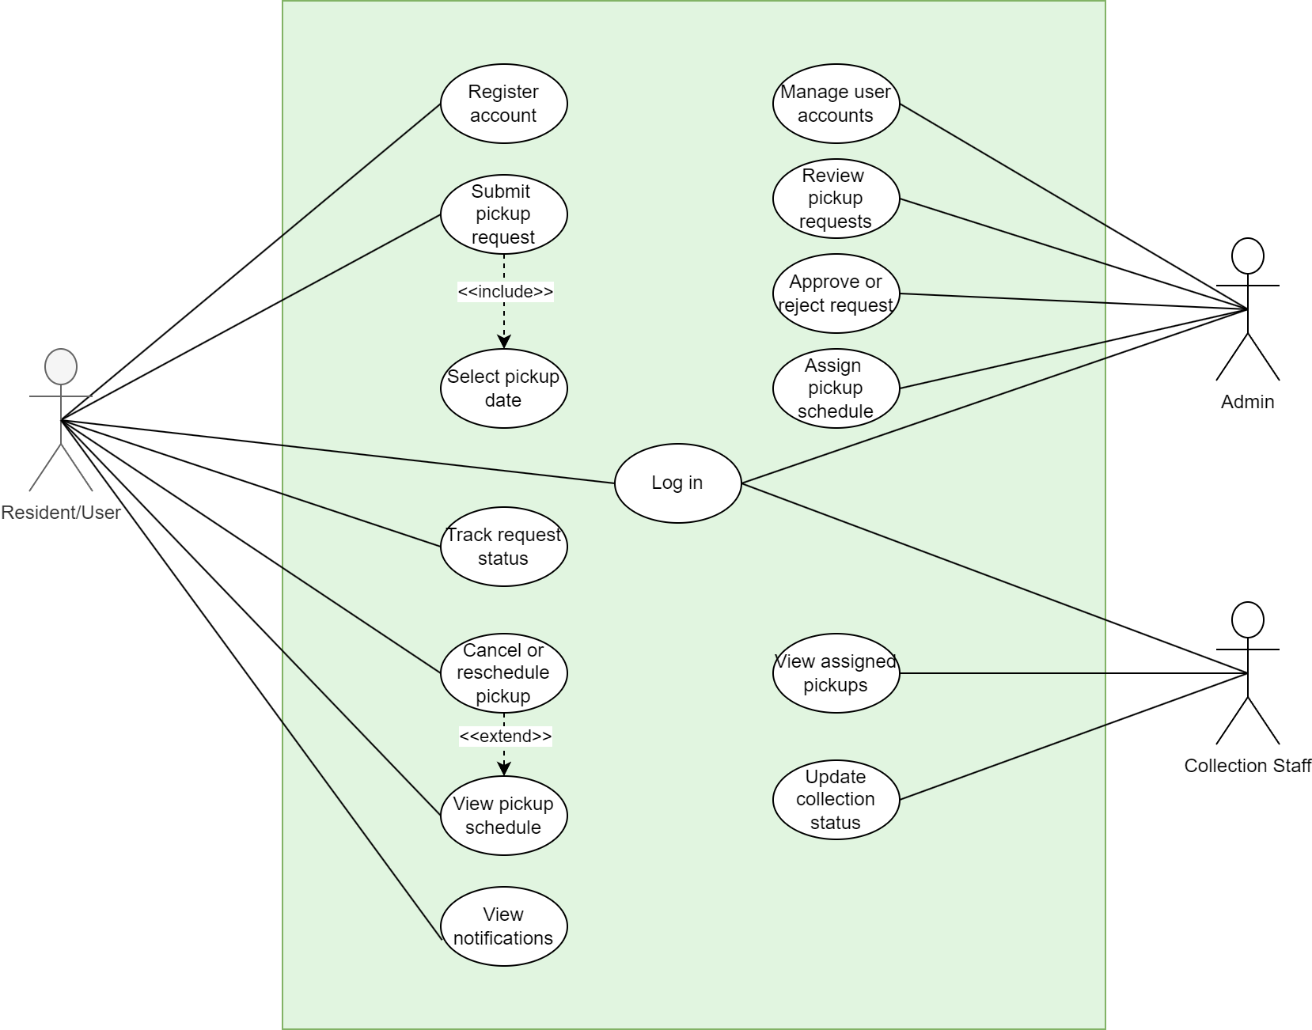 Register
account
Submit
pickup
request
<<include>>
Select pickup
date
Log in
Track request
status
Cancel or
reschedule
pickup
<<extend>>
View pickup
schedule
View
notifications
Manage user
accounts
Review
pickup
requests
Approve or
reject request
Assign
pickup
schedule
View assigned
pickups
Update
collection
status
Resident/User
Admin
Collection Staff